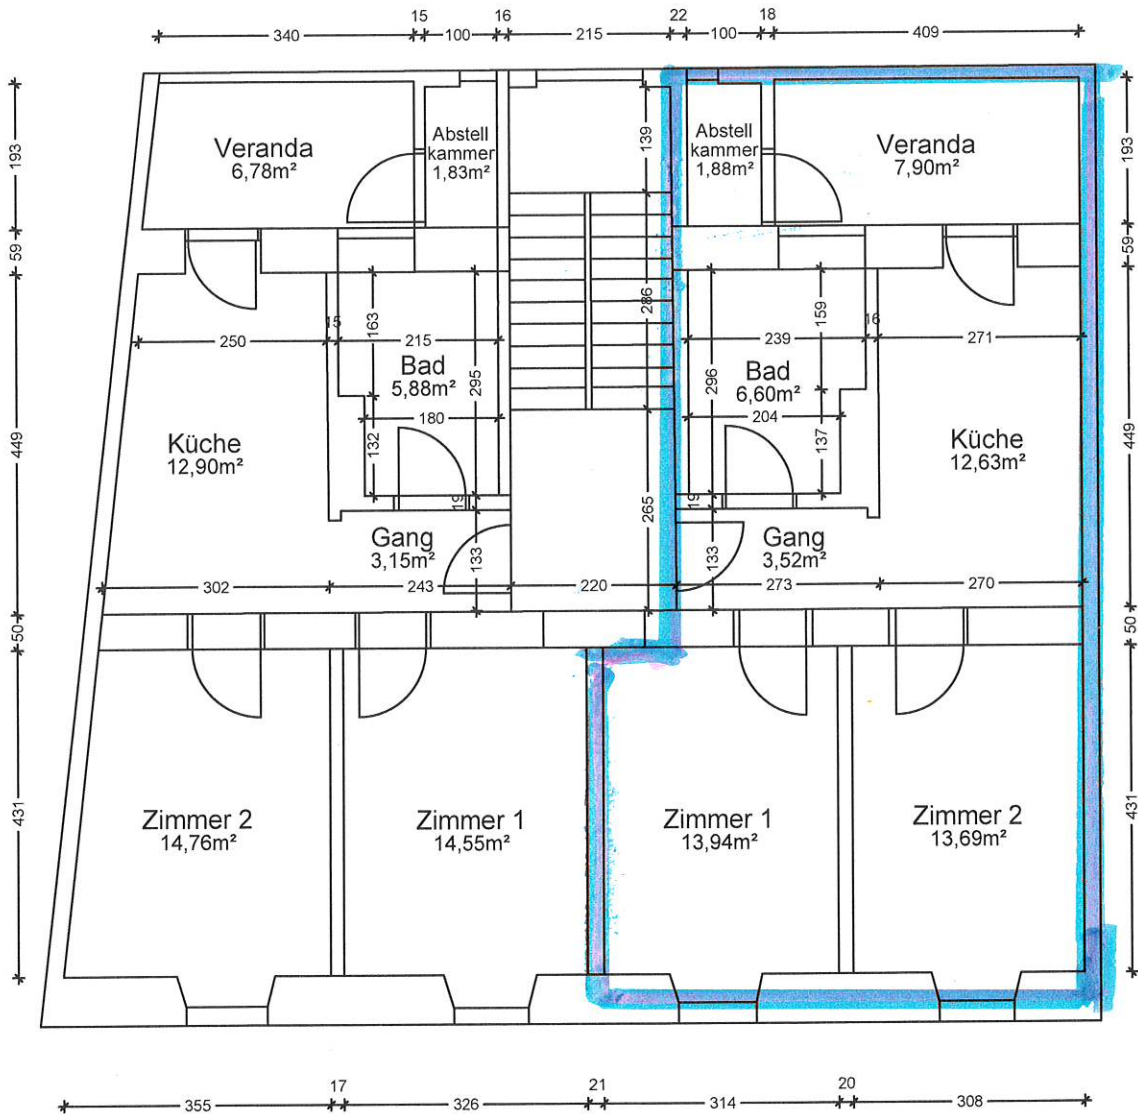 15 16 22 18
340 100 215 100 409
Veranda
6,78m²
Abstell
kammer
1,83m²
139
Abstell
kammer
1,88m²
Veranda
7,90m²
193
193
59
59
286
163
159
15
16
250
215
239
271
Bad
5,88m²
295
Bad
6,60m²
296
180
204
132
137
Küche
12,90m²
Küche
12,63m²
449
449
19
19
265
Gang
3,15m²
133
Gang
3,52m²
133
302 243 220 273 270
50
50
Zimmer 2
14,76m²
Zimmer 1
14,55m²
Zimmer 1
13,94m²
Zimmer 2
13,69m²
431
431
17 21 20
355 326 314 308